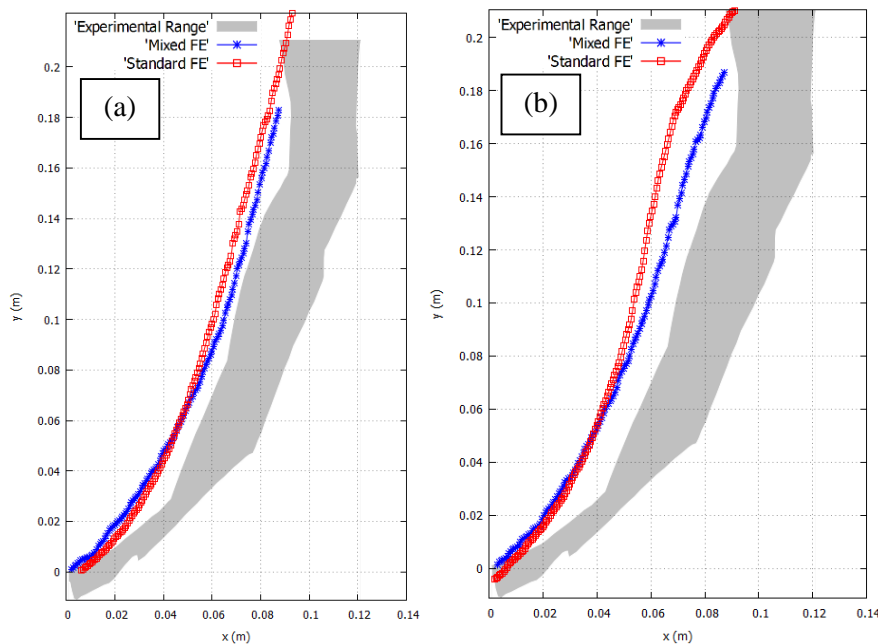 'Experimental Range'
'Mixed FE'
'Standard FE'
(a)
0.2
0.18
0.16
0.14
0.12
0.1
0.08
0.06
0.04
0.02
0
y (m)
0 0.02 0.04 0.06 0.08 0.1 0.12 0.14
x (m)
'Experimental Range'
'Mixed FE'
'Standard FE'
(b)
0.2
0.18
0.16
0.14
0.12
0.1
0.08
0.06
0.04
0.02
0
y (m)
0 0.02 0.04 0.06 0.08 0.1 0.12 0.14
x (m)